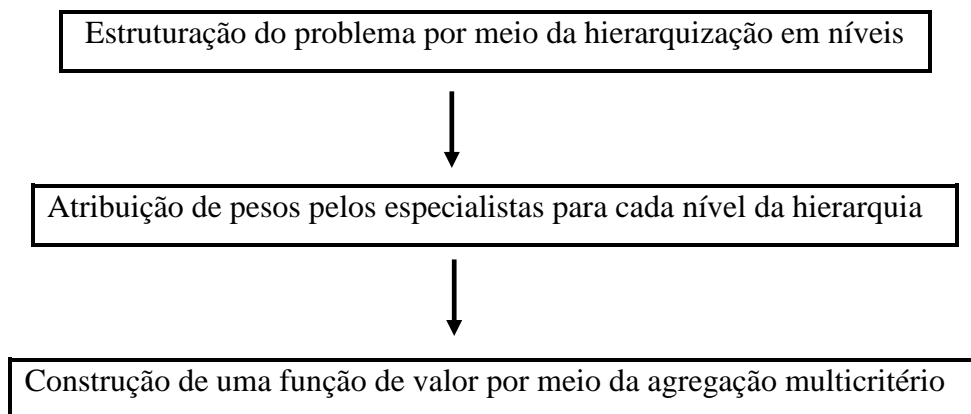 Estruturação do problema por meio da hierarquização em níveis
Atribuição de pesos pelos especialistas para cada nível da hierarquia
Construção de uma função de valor por meio da agregação multicritério